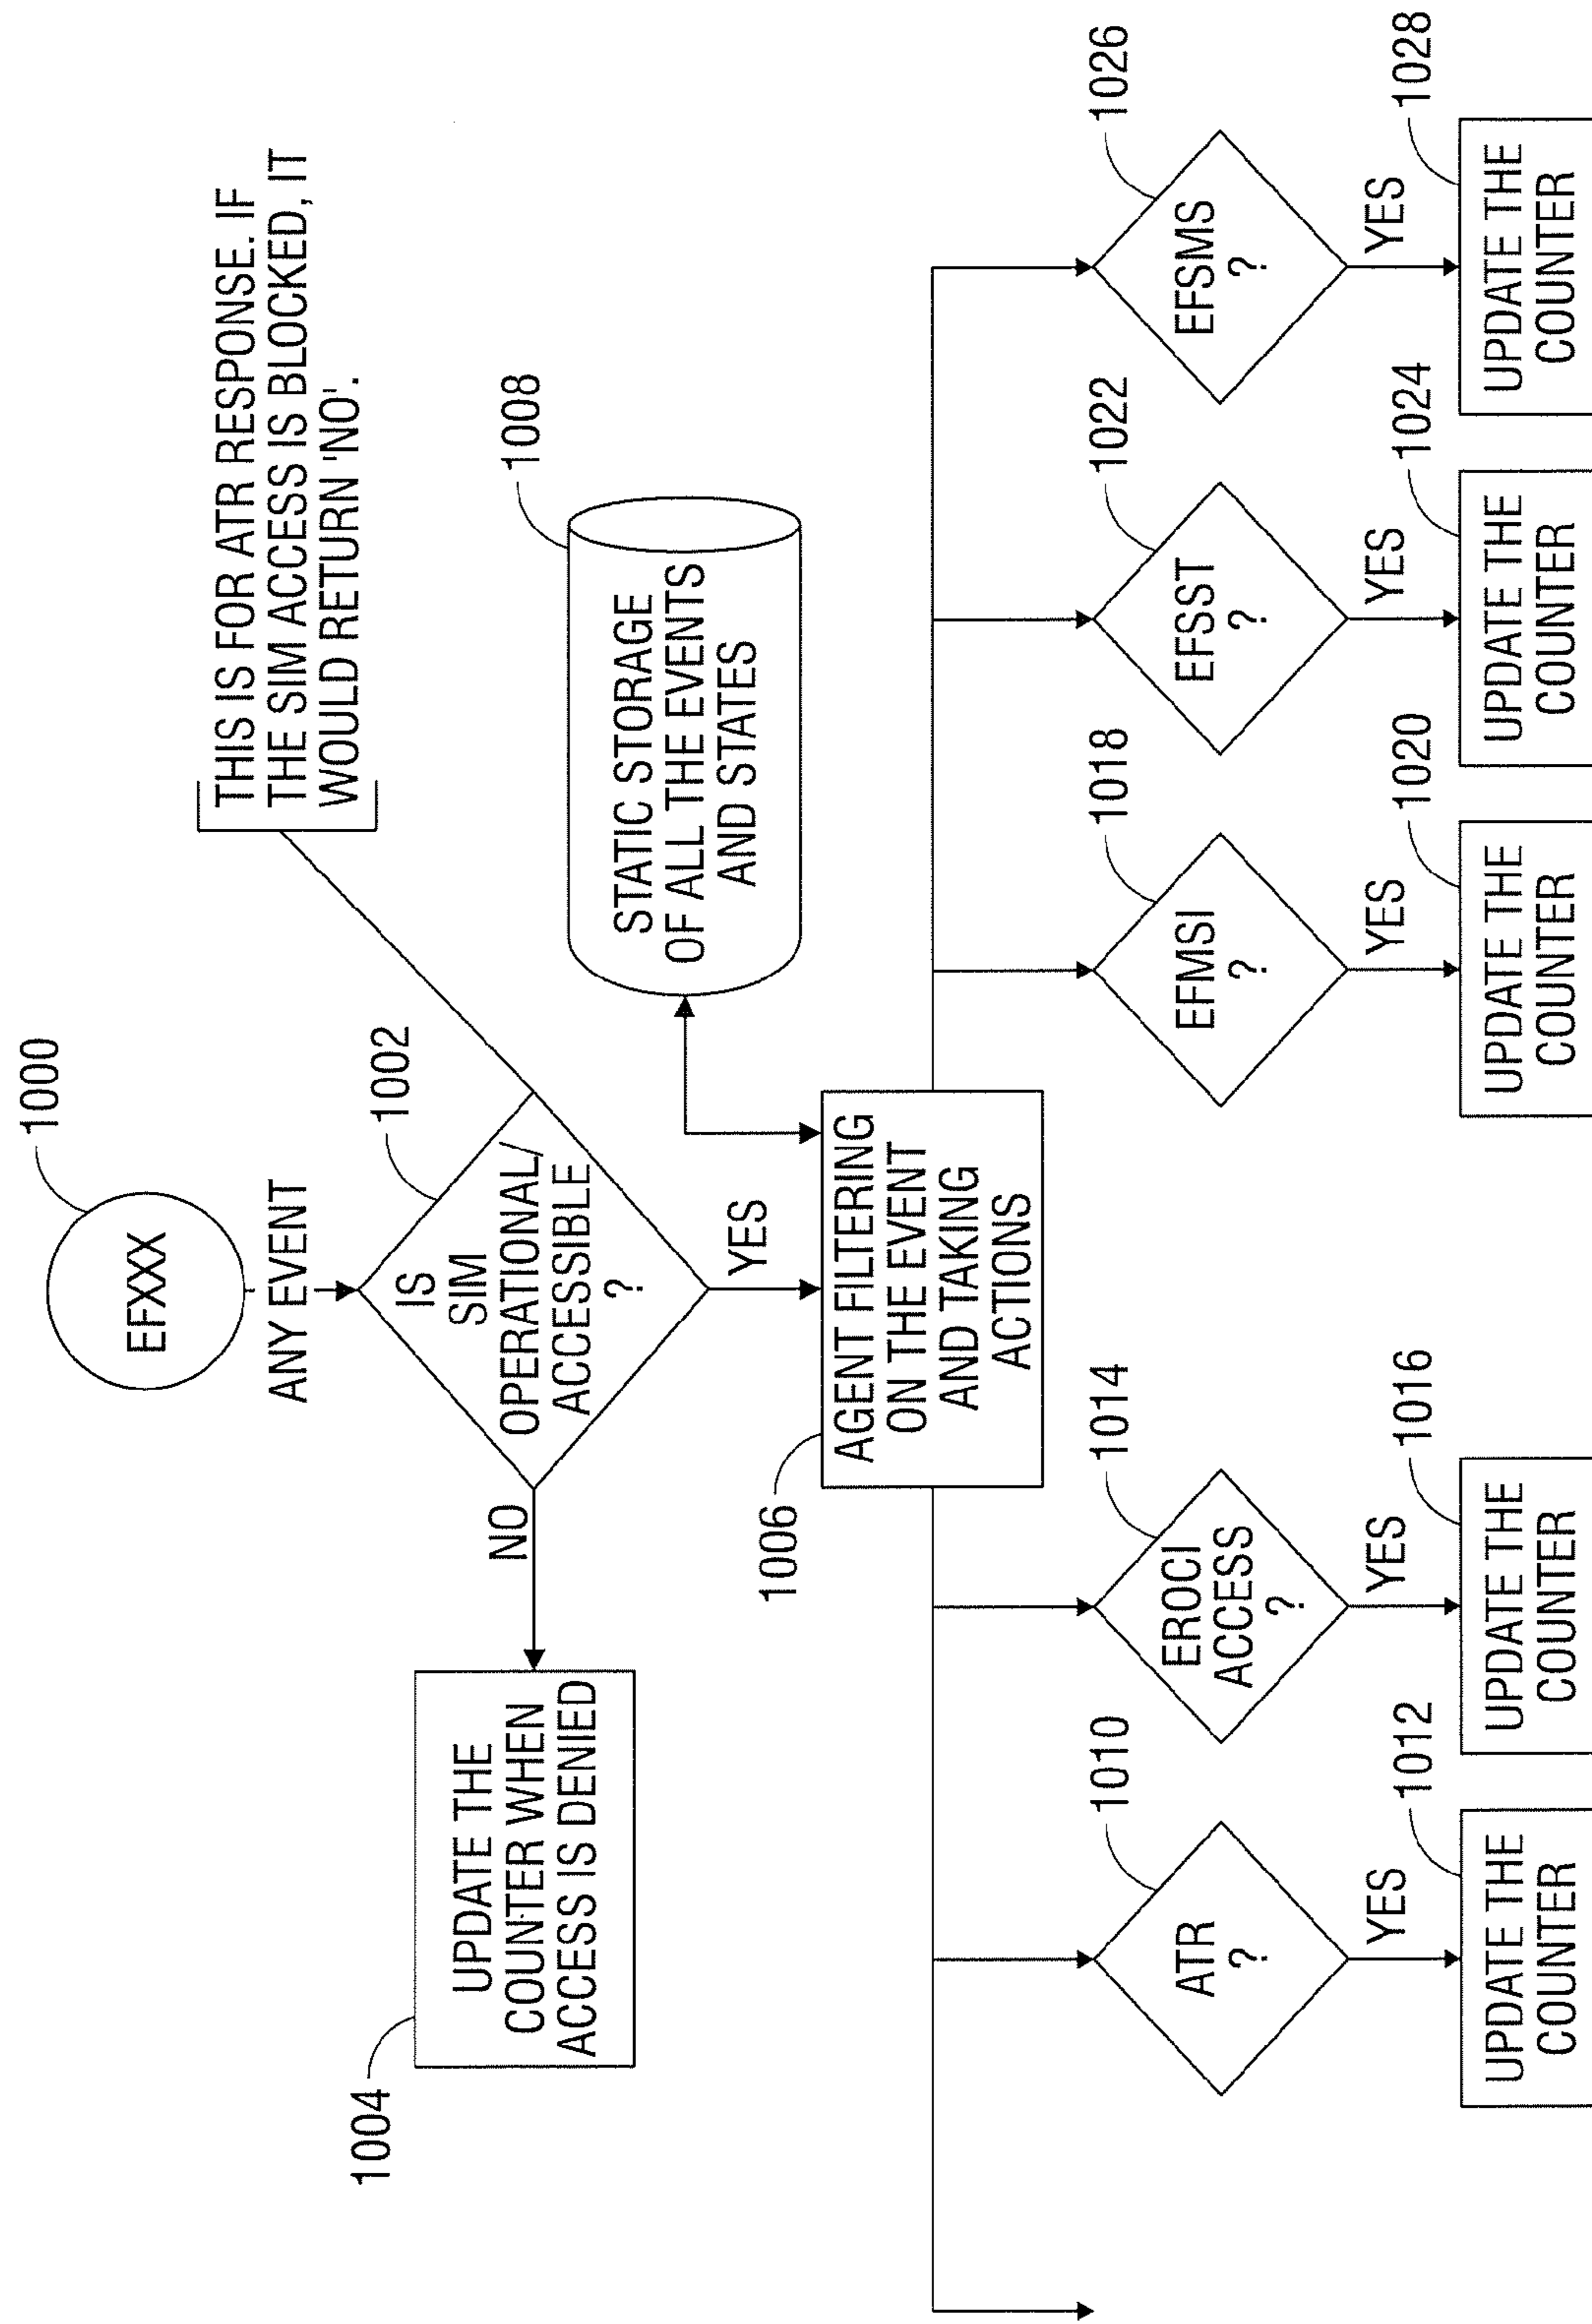 1000
EFXXX
ANY EVENT
1002
IS
SIM
OPERATIONAL/
ACCESSIBLE
?
THIS IS FOR ATR RESPONSE. IF
THE SIM ACCESS IS BLOCKED, IT
WOULD RETURN 'NO'.
NO
1004
UPDATE THE
COUNTER WHEN
ACCESS IS DENIED
YES
1008
STATIC STORAGE
OF ALL THE EVENTS
AND STATES
1006
AGENT FILTERING
ON THE EVENT
AND TAKING
ACTIONS
1010
ATR
?
YES
1012
UPDATE THE
COUNTER
1014
EROCI
ACCESS
?
YES
1016
UPDATE THE
COUNTER
1018
EFMSI
?
YES
1020
UPDATE THE
COUNTER
1022
EFSST
?
YES
1024
UPDATE THE
COUNTER
1026
EFSMS
?
YES
1028
UPDATE THE
COUNTER